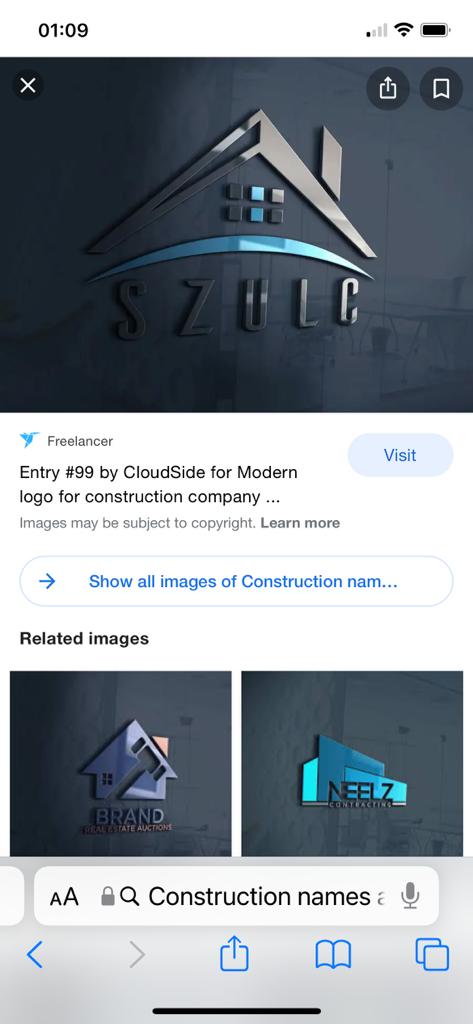 01:09
SZULC
Freelancer
Visit
Entry #99 by CloudSide for Modern
logo for construction company ...
Images may be subject to copyright. Learn more
Show all images of Construction nam...
Related images
BRAND
REAL ESTATE AUCTIONS
NEELZ
CONTRACTING
AA
Construction names